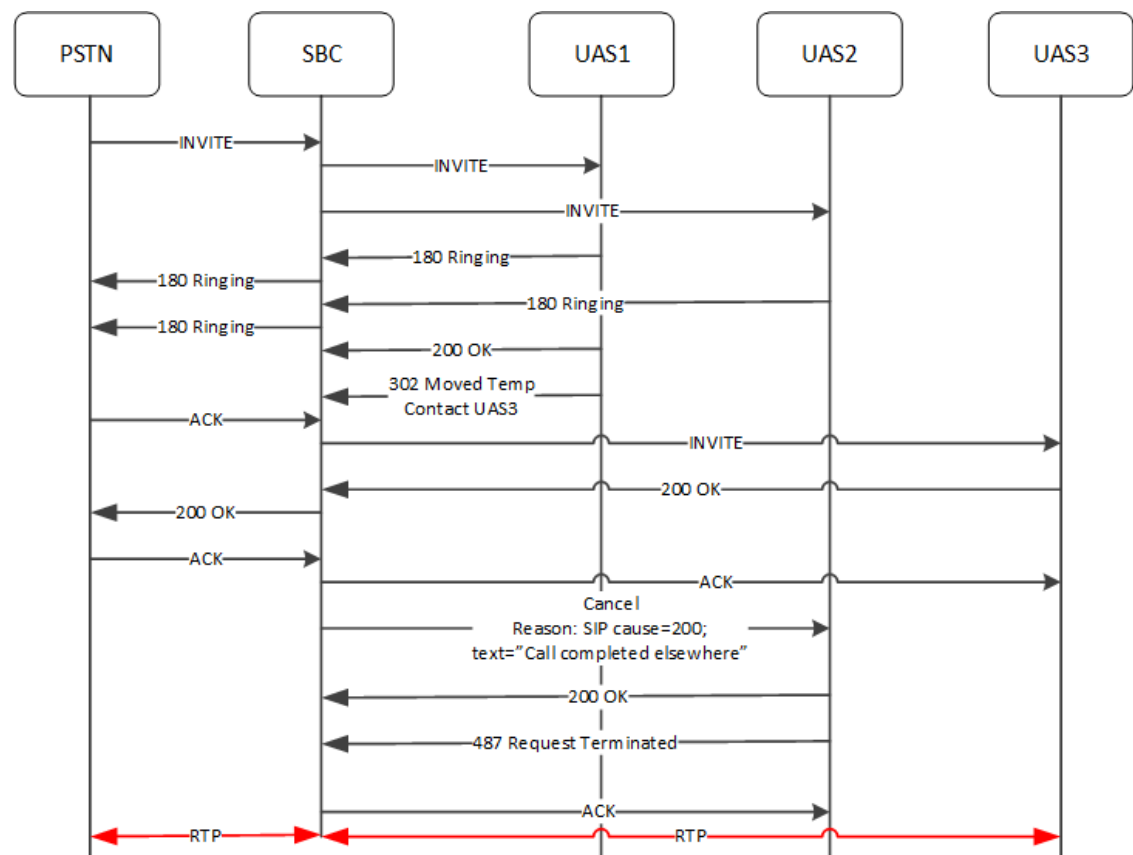 PSTN
SBC
UAS1
UAS2
UAS3
INVITE
INVITE
INVITE
180 Ringing
180 Ringing
180 Ringing
180 Ringing
200 OK
302 Moved Temp
Contact UAS3
ACK
INVITE
200 OK
200 OK
ACK
ACK
Cancel
Reason: SIP cause=200;
text=”Call completed elsewhere”
200 OK
487 Request Terminated
ACK
RTP
RTP